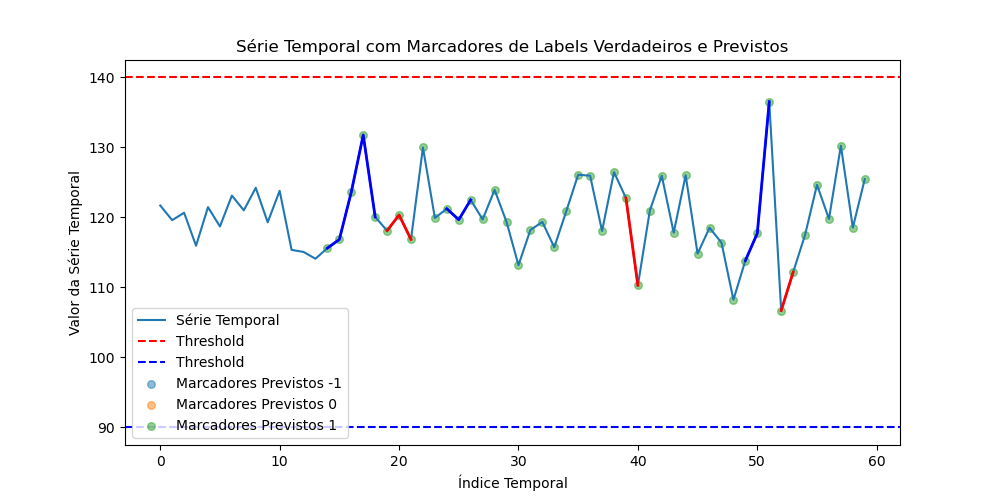 Série Temporal com Marcadores de Labels Verdadeiros e Previstos
Valor da Série Temporal
140
130
120
110
100
90
Série Temporal
Threshold
Threshold
Marcadores Previstos -1
Marcadores Previstos 0
Marcadores Previstos 1
0
10
20
30
40
50
60
Índice Temporal